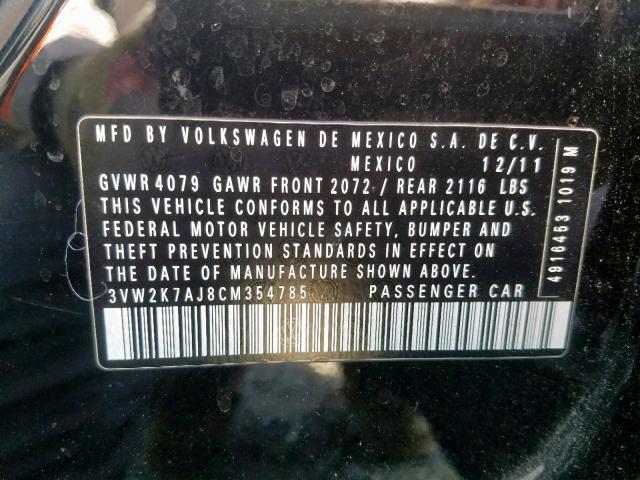 MFD BY VOLKSWAGEN DE MEXICO S.A. DE C.V.
MEXICO 12/11
GVWR 4079 GAWR FRONT 2072 / REAR 2116 LBS
THIS VEHICLE CONFORMS TO ALL APPLICABLE U.S.
FEDERAL MOTOR VEHICLE SAFETY, BUMPER AND
THEFT PREVENTION STANDARDS IN EFFECT ON
THE DATE OF MANUFACTURE SHOWN ABOVE.
3VW2K7AJ8CM354785 PASSENGER CAR
4916463 1019 M